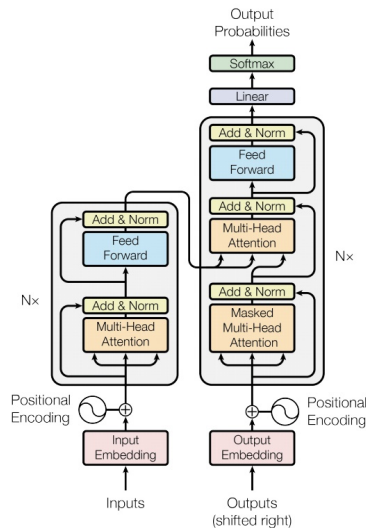 Output
Probabilities
Softmax
Linear
Add & Norm
Feed
Forward
Add & Norm
Multi-Head
Attention
Add & Norm
Masked
Multi-Head
Attention
N×
Add & Norm
Feed
Forward
Add & Norm
Multi-Head
Attention
N×
Positional
Encoding
Positional
Encoding
Input
Embedding
Output
Embedding
Inputs
Outputs
(shifted right)